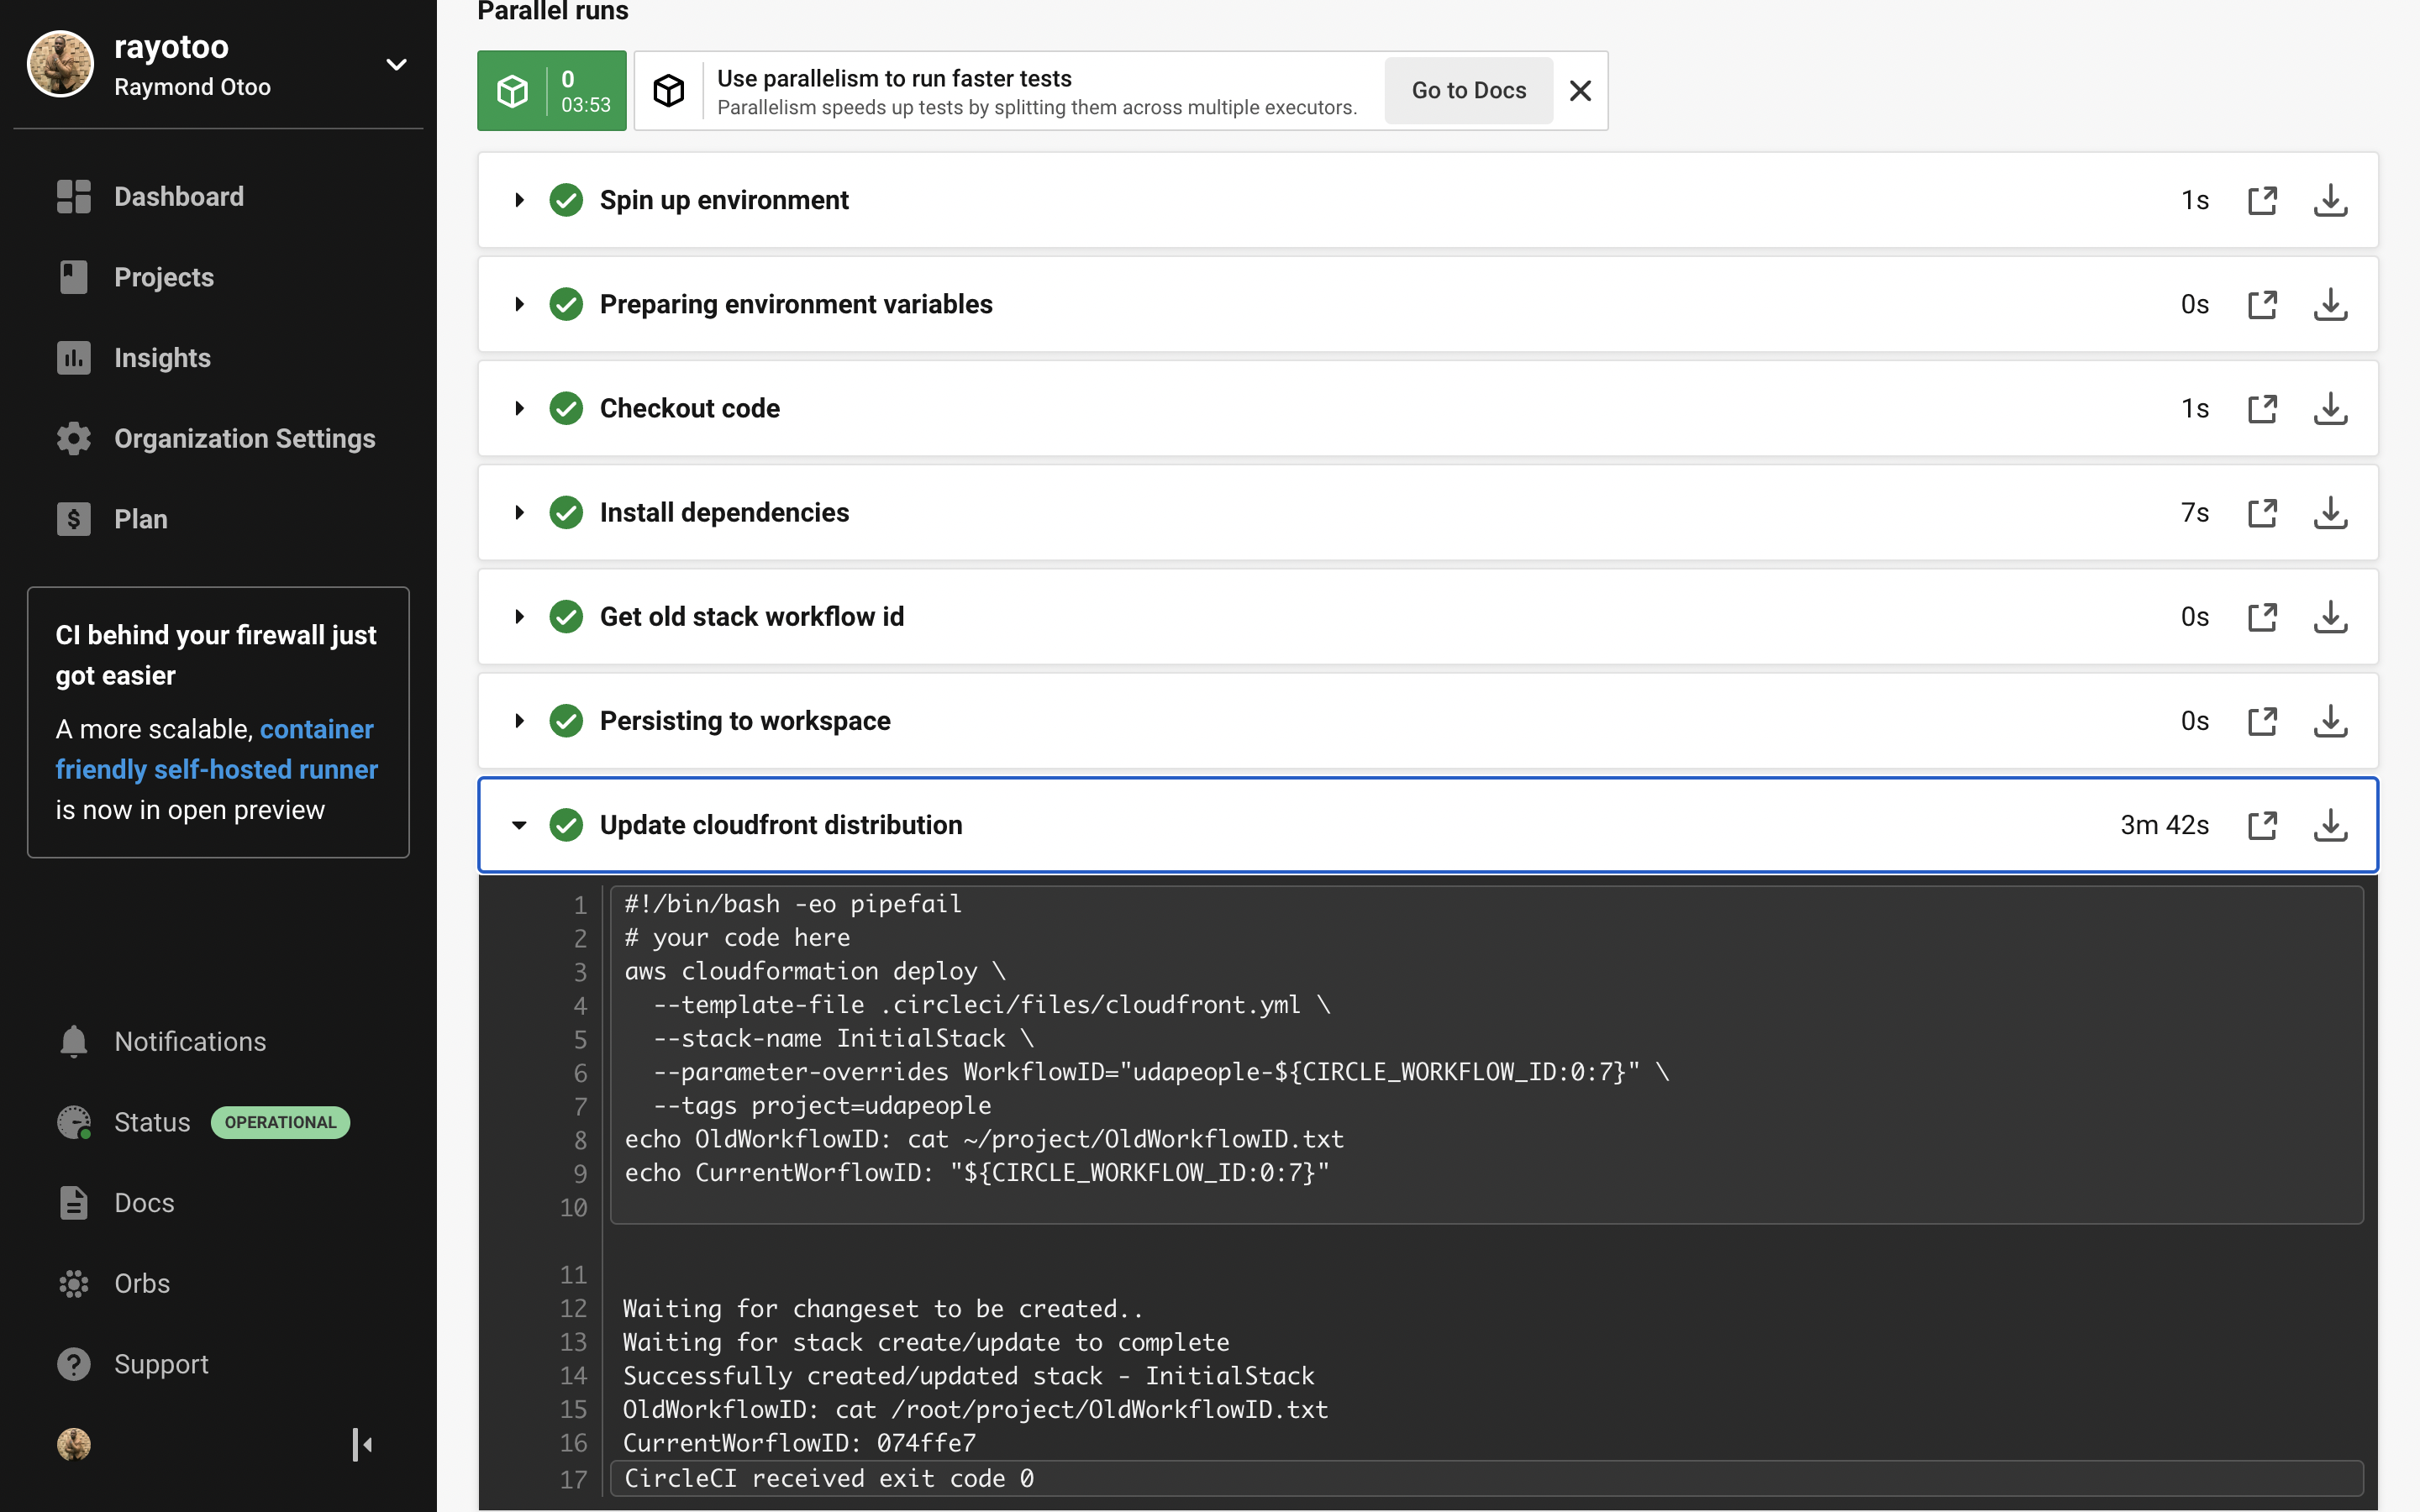 rayotoo
Raymond Otoo
Dashboard
Projects
Insights
Organization Settings
Plan
CI behind your firewall just
got easier
A more scalable, container
friendly self-hosted runner
is now in open preview
Notifications
Status OPERATIONAL
Docs
Orbs
Support
Parallel runs
0
03:53
Use parallelism to run faster tests
Parallelism speeds up tests by splitting them across multiple executors.
Go to Docs
Spin up environment 1s
Preparing environment variables 0s
Checkout code 1s
Install dependencies 7s
Get old stack workflow id 0s
Persisting to workspace 0s
Update cloudfront distribution 3m 42s
1 #!/bin/bash -eo pipefail
2 # your code here
3 aws cloudformation deploy \
4 --template-file .circleci/files/cloudfront.yml \
5 --stack-name InitialStack \
6 --parameter-overrides WorkflowID="udapeople-${CIRCLE_WORKFLOW_ID:0:7}" \
7 --tags project=udapeople
8 echo OldWorkflowID: cat ~/project/OldWorkflowID.txt
9 echo CurrentWorflowID: "${CIRCLE_WORKFLOW_ID:0:7}"
10
11
12 Waiting for changeset to be created..
13 Waiting for stack create/update to complete
14 Successfully created/updated stack - InitialStack
15 OldWorkflowID: cat /root/project/OldWorkflowID.txt
16 CurrentWorflowID: 074ffe7
17 CircleCI received exit code 0